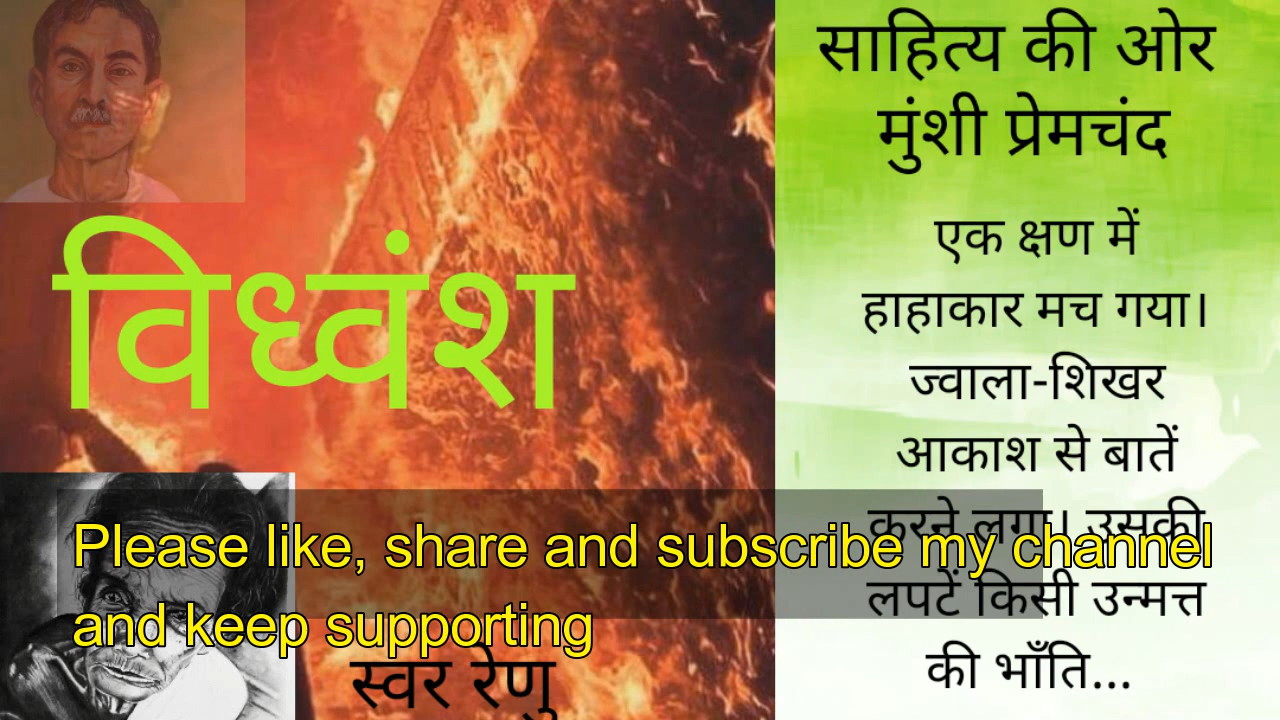 साहित्य की ओर
मुंशी प्रेमचंद
विध्वंश
एक क्षण में
हाहाकार मच गया।
ज्वाला-शिखर
आकाश से बातें
करने लगा। उसकी
लपटें किसी उन्मत्त
की भाँति...
Please like, share and subscribe my channel
and keep supporting
स्वर रेणु